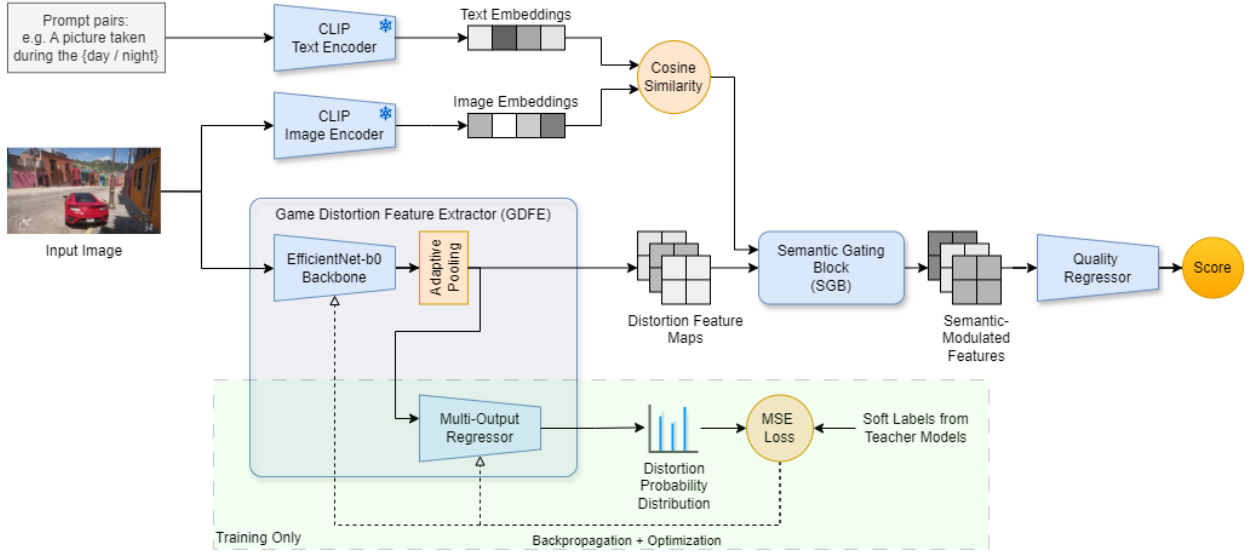 Prompt pairs:
e.g. A picture taken
during the {day / night}
CLIP
Text Encoder
Text Embeddings
Cosine
Similarity
CLIP
Image Encoder
Image Embeddings
Input Image
Game Distortion Feature Extractor (GDFE)
EfficientNet-b0
Backbone
Adaptive
Pooling
Distortion Feature
Maps
Semantic Gating
Block
(SGB)
Semantic-
Modulated
Features
Quality
Regressor
Score
Multi-Output
Regressor
Distortion
Probability
Distribution
MSE
Loss
Soft Labels from
Teacher Models
Training Only
Backpropagation + Optimization